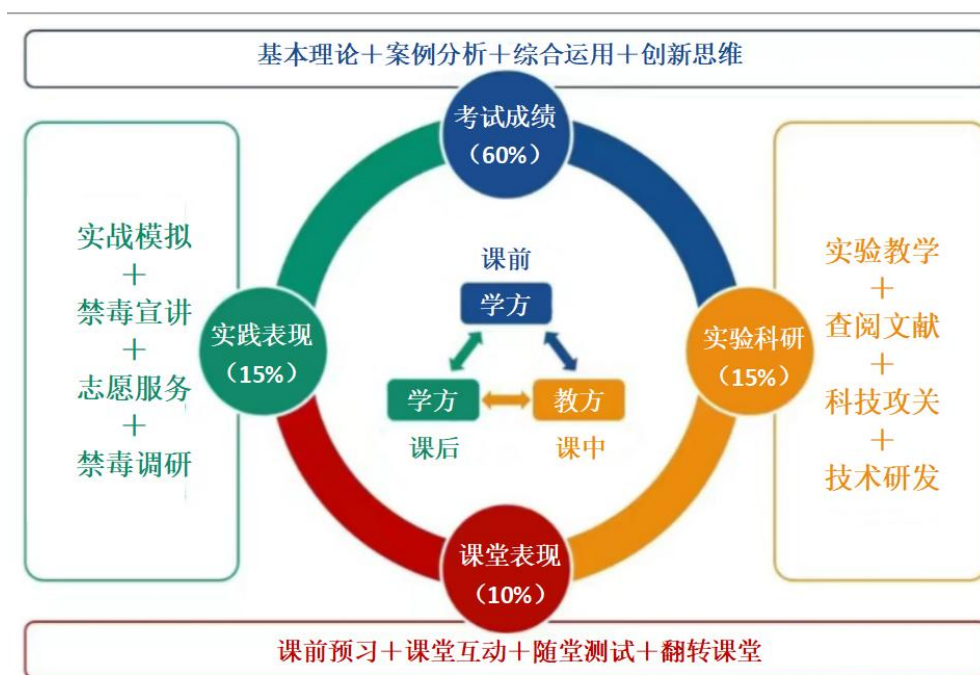 基本理论＋案例分析＋综合运用＋创新思维
考试成绩
（60%）
实战模拟
＋
禁毒宣讲
＋
志愿服务
＋
禁毒调研
实践表现
（15%）
课前
学方
学方
教方
课后
课中
实验科研
（15%）
实验教学
＋
查阅文献
＋
科技攻关
＋
技术研发
课堂表现
（10%）
课前预习＋课堂互动＋随堂测试＋翻转课堂